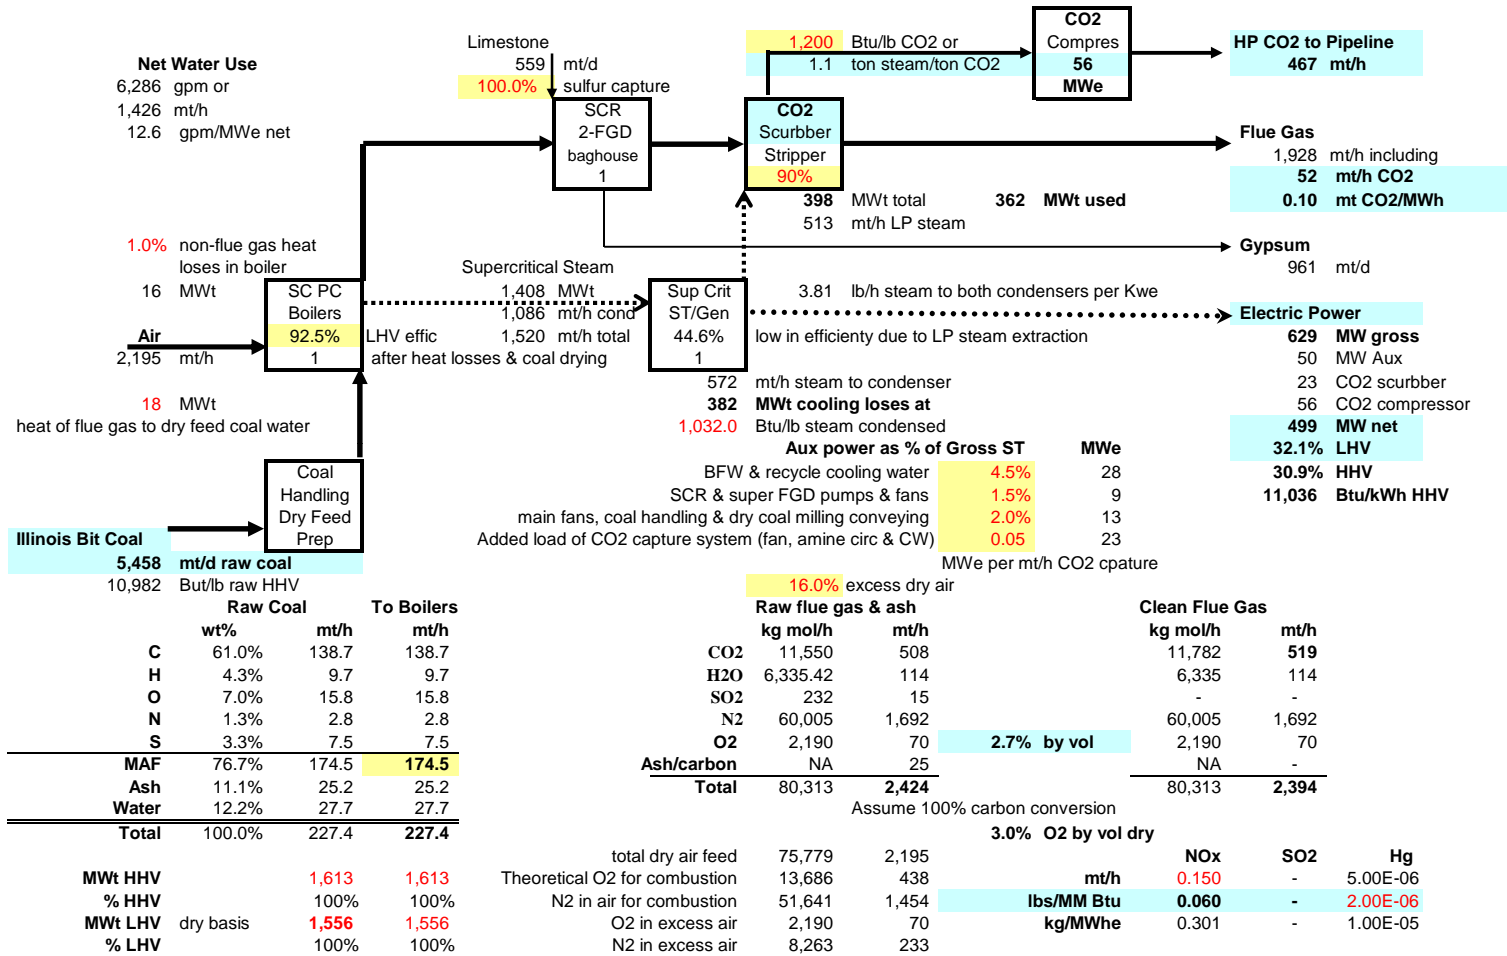 CO2
Limestone 1,200 Btu/lb CO2 or Compres HP CO2 to Pipeline
Net Water Use 559 mt/d 1.1 ton steam/ton CO2 56 467 mt/h
6,286 gpm or 100.0% sulfur capture MWe
1,426 mt/h SCR CO2
12.6 gpm/MWe net 2-FGD Scurbber Flue Gas
baghouse Stripper 1,928 mt/h including
1 90% 52 mt/h CO2
398 MWt total 362 MWt used 0.10 mt CO2/MWh
513 mt/h LP steam
1.0% non-flue gas heat Gypsum
loses in boiler Supercritical Steam 961 mt/d
16 MWt SC PC 1,408 MWt Sup Crit 3.81 lb/h steam to both condensers per Kwe
Boilers 1,086 mt/h cond ST/Gen Electric Power
Air 92.5% LHV effic 1,520 mt/h total 44.6% low in efficienty due to LP steam extraction 629 MW gross
2,195 mt/h 1 after heat losses & coal drying 1 50 MW Aux
572 mt/h steam to condenser 23 CO2 scurbber
18 MWt 382 MWt cooling loses at 56 CO2 compressor
heat of flue gas to dry feed coal water 1,032.0 Btu/lb steam condensed 499 MW net
Aux power as % of Gross ST MWe 32.1% LHV
Coal BFW & recycle cooling water 4.5% 28 30.9% HHV
Handling SCR & super FGD pumps & fans 1.5% 9 11,036 Btu/kWh HHV
Dry Feed main fans, coal handling & dry coal milling conveying 2.0% 13
Illinois Bit Coal Prep Added load of CO2 capture system (fan, amine circ & CW) 0.05 23
5,458 mt/d raw coal MWe per mt/h CO2 cpature
10,982 But/lb raw HHV 16.0% excess dry air
Raw Coal To Boilers Raw flue gas & ash Clean Flue Gas
wt% mt/h mt/h kg mol/h mt/h kg mol/h mt/h
C 61.0% 138.7 138.7 CO2 11,550 508 11,782 519
H 4.3% 9.7 9.7 H2O 6,335.42 114 6,335 114
O 7.0% 15.8 15.8 SO2 232 15 - -
N 1.3% 2.8 2.8 N2 60,005 1,692 60,005 1,692
S 3.3% 7.5 7.5 O2 2,190 70 2.7% by vol 2,190 70
MAF 76.7% 174.5 174.5 Ash/carbon NA 25 NA -
Ash 11.1% 25.2 25.2 Total 80,313 2,424 80,313 2,394
Water 12.2% 27.7 27.7 Assume 100% carbon conversion
Total 100.0% 227.4 227.4 3.0% O2 by vol dry
total dry air feed 75,779 2,195 NOx SO2 Hg
MWt HHV 1,613 1,613 Theoretical O2 for combustion 13,686 438 mt/h 0.150 - 5.00E-06
% HHV 100% 100% N2 in air for combustion 51,641 1,454 lbs/MM Btu 0.060 - 2.00E-06
MWt LHV dry basis 1,556 1,556 O2 in excess air 2,190 70 kg/MWhe 0.301 - 1.00E-05
% LHV 100% 100% N2 in excess air 8,263 233